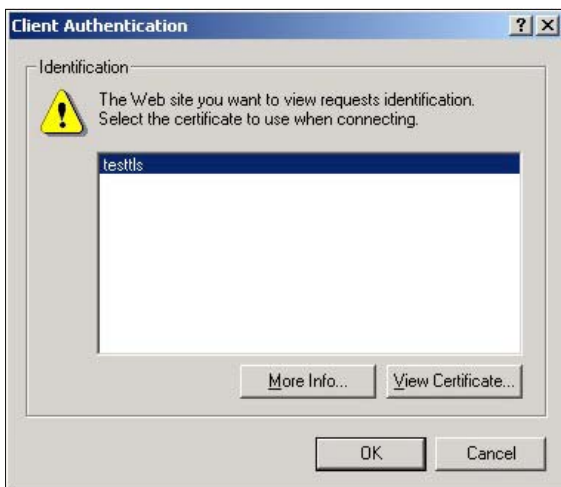 Client Authentication
Identification
The Web site you want to view requests identification.
Select the certificate to use when connecting.
testtls
More Info...
View Certificate...
OK
Cancel